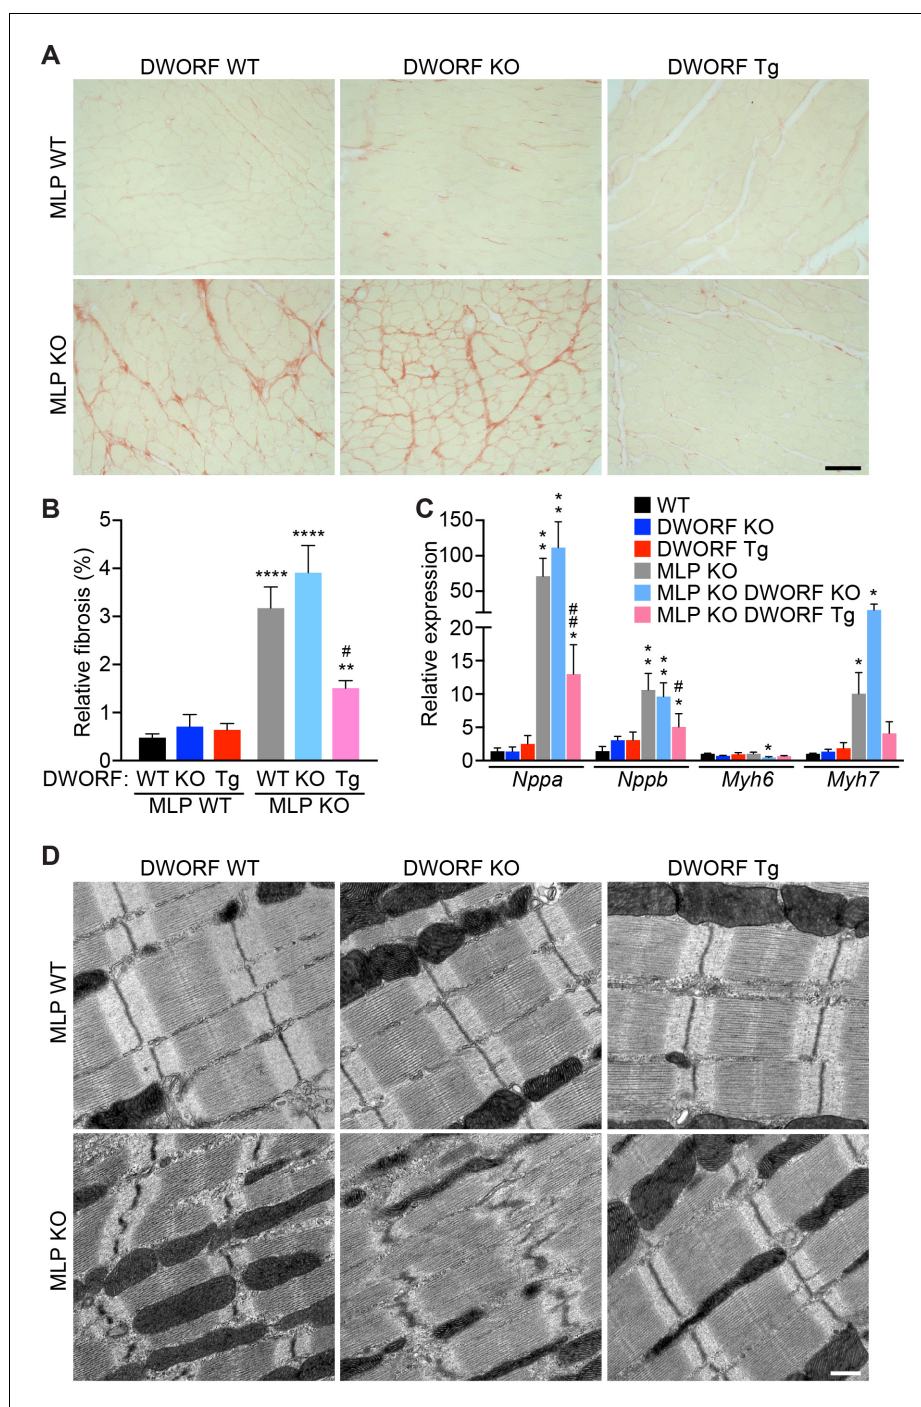 A
DWORF WT DWORF KO DWORF Tg
MLP WT
MLP KO
B
Relative fibrosis (%)
5
4
3
2
1
0
****
****
#
**
DWORF: WT KO Tg WT KO Tg
MLP WT MLP KO
C
Relative expression
150
100
50
20
15
10
5
0
WT
DWORF KO
DWORF Tg
MLP KO
MLP KO DWORF KO
MLP KO DWORF Tg
**
**
##*
**
**
#*
*
*
*
Nppa Nppb Myh6 Myh7
D
DWORF WT DWORF KO DWORF Tg
MLP WT
MLP KO